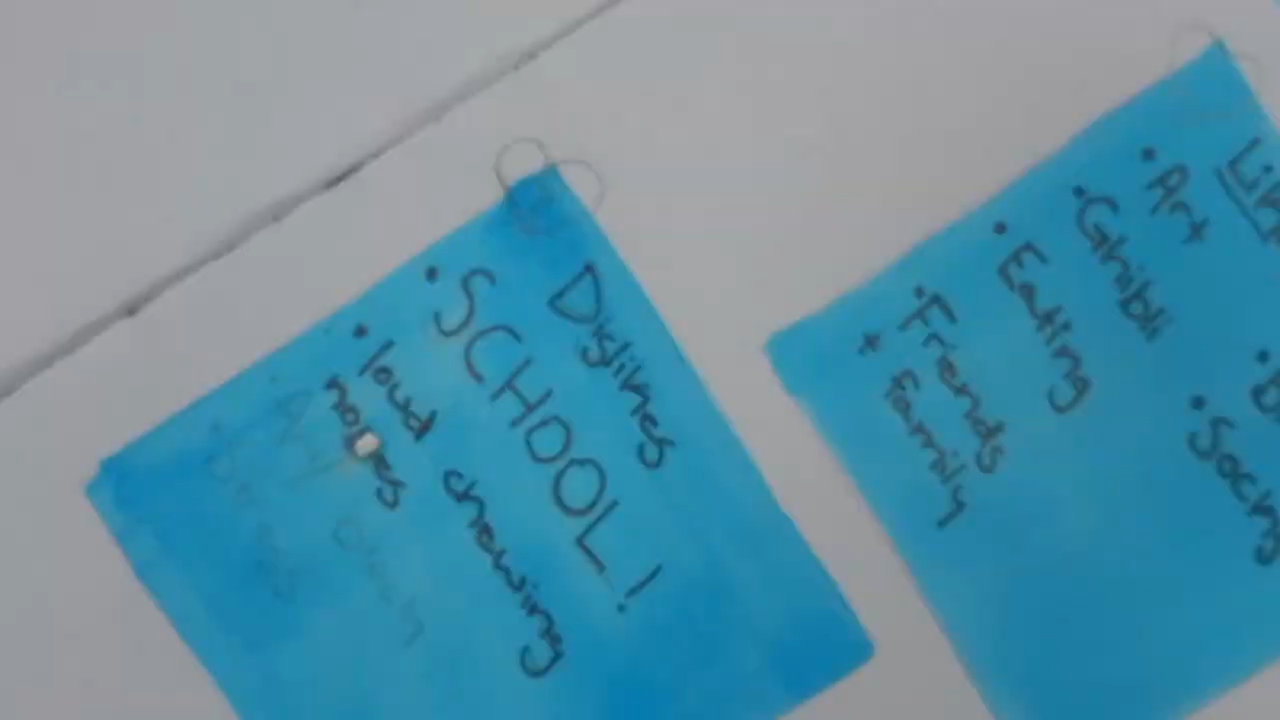 Dislikes
• SCHOOL!
• loud chewing
noises
• Art
• Ghibli
• Eating
• Friends
+ family